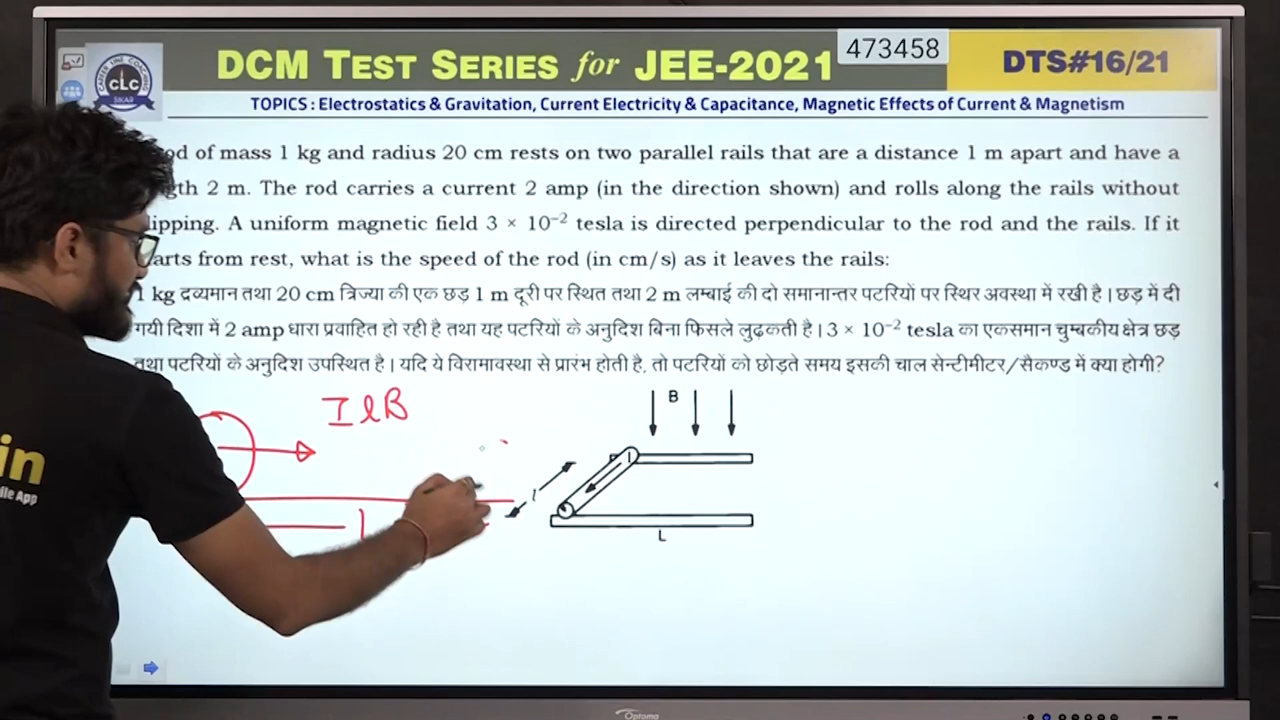 DCM TEST SERIES for JEE-2021
473458
DTS#16/21
CLC
SIKAR
TOPICS : Electrostatics & Gravitation, Current Electricity & Capacitance, Magnetic Effects of Current & Magnetism
of mass 1 kg and radius 20 cm rests on two parallel rails that are a distance 1 m apart and have a
2 m. The rod carries a current 2 amp (in the direction shown) and rolls along the rails without
A uniform magnetic field 3 × 10⁻² tesla is directed perpendicular to the rod and the rails. If it
from rest, what is the speed of the rod (in cm/s) as it leaves the rails:
1 kg द्रव्यमान तथा 20 cm त्रिज्या की एक छड़ 1 m दूरी पर स्थित तथा 2 m लम्बाई की दो समानान्तर पटरियों पर स्थिर अवस्था में रखी है। छड़ में दी
गयी दिशा में 2 amp धारा प्रवाहित हो रही है तथा यह पटरियों के अनुदिश बिना फिसले लुढ़कती है। 3 × 10⁻² tesla का एकसमान चुम्बकीय क्षेत्र छड़
तथा पटरियों के अनुदिश उपस्थित है। यदि ये विरामावस्था से प्रारंभ होती है, तो पटरियों को छोड़ते समय इसकी चाल सेन्टीमीटर/सैकण्ड में क्या होगी?
IlB
B
I
l
L
in
App
Optoma